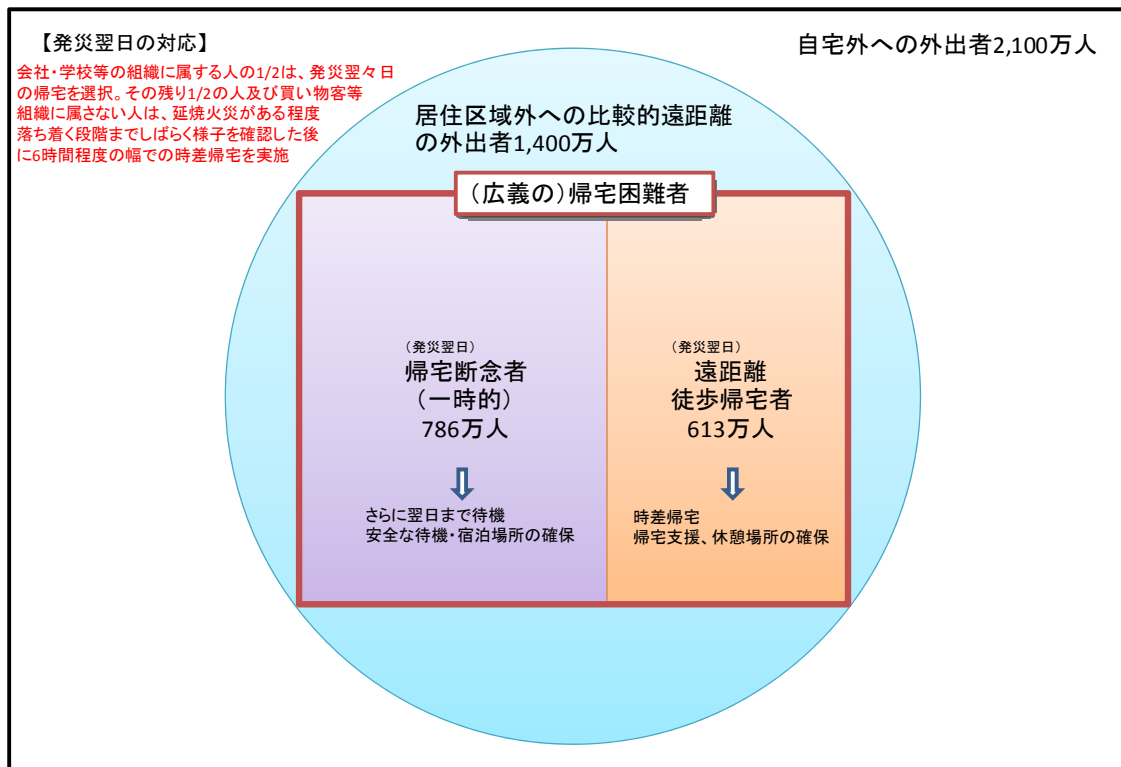 【発災翌日の対応】
自宅外への外出者2,100万人
会社・学校等の組織に属する人の1/2は、発災翌々日
の帰宅を選択。その残り1/2の人及び買い物客等
組織に属さない人は、延焼火災がある程度
落ち着く段階までしばらく様子を確認した後
に6時間程度の幅での時差帰宅を実施
居住区域外への比較的遠距離
の外出者1,400万人
（広義の）帰宅困難者
（発災翌日）
帰宅断念者
（一時的）
786万人
さらに翌日まで待機
安全な待機・宿泊場所の確保
（発災翌日）
遠距離
徒歩帰宅者
613万人
時差帰宅
帰宅支援、休憩場所の確保